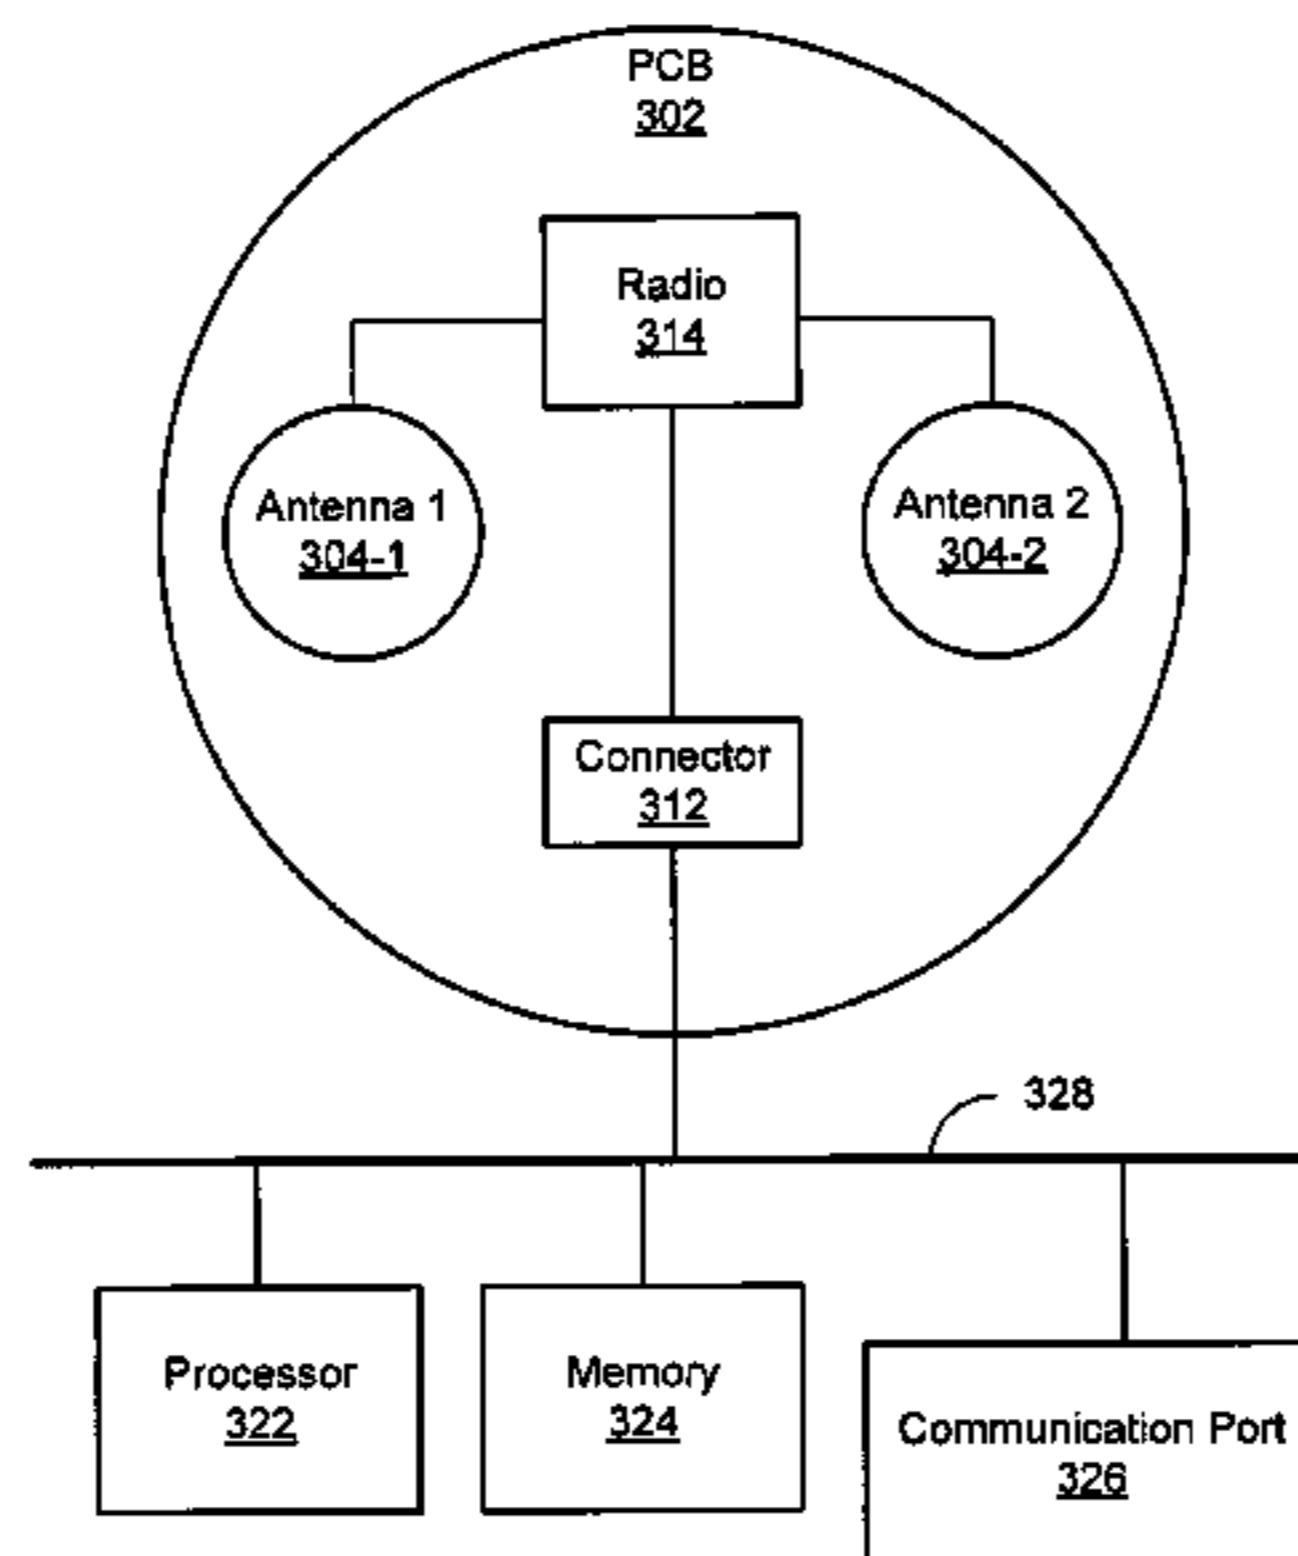 PCB
302
Radio
314
Antenna 1
304-1
Antenna 2
304-2
Connector
312
328
Processor
322
Memory
324
Communication Port
326